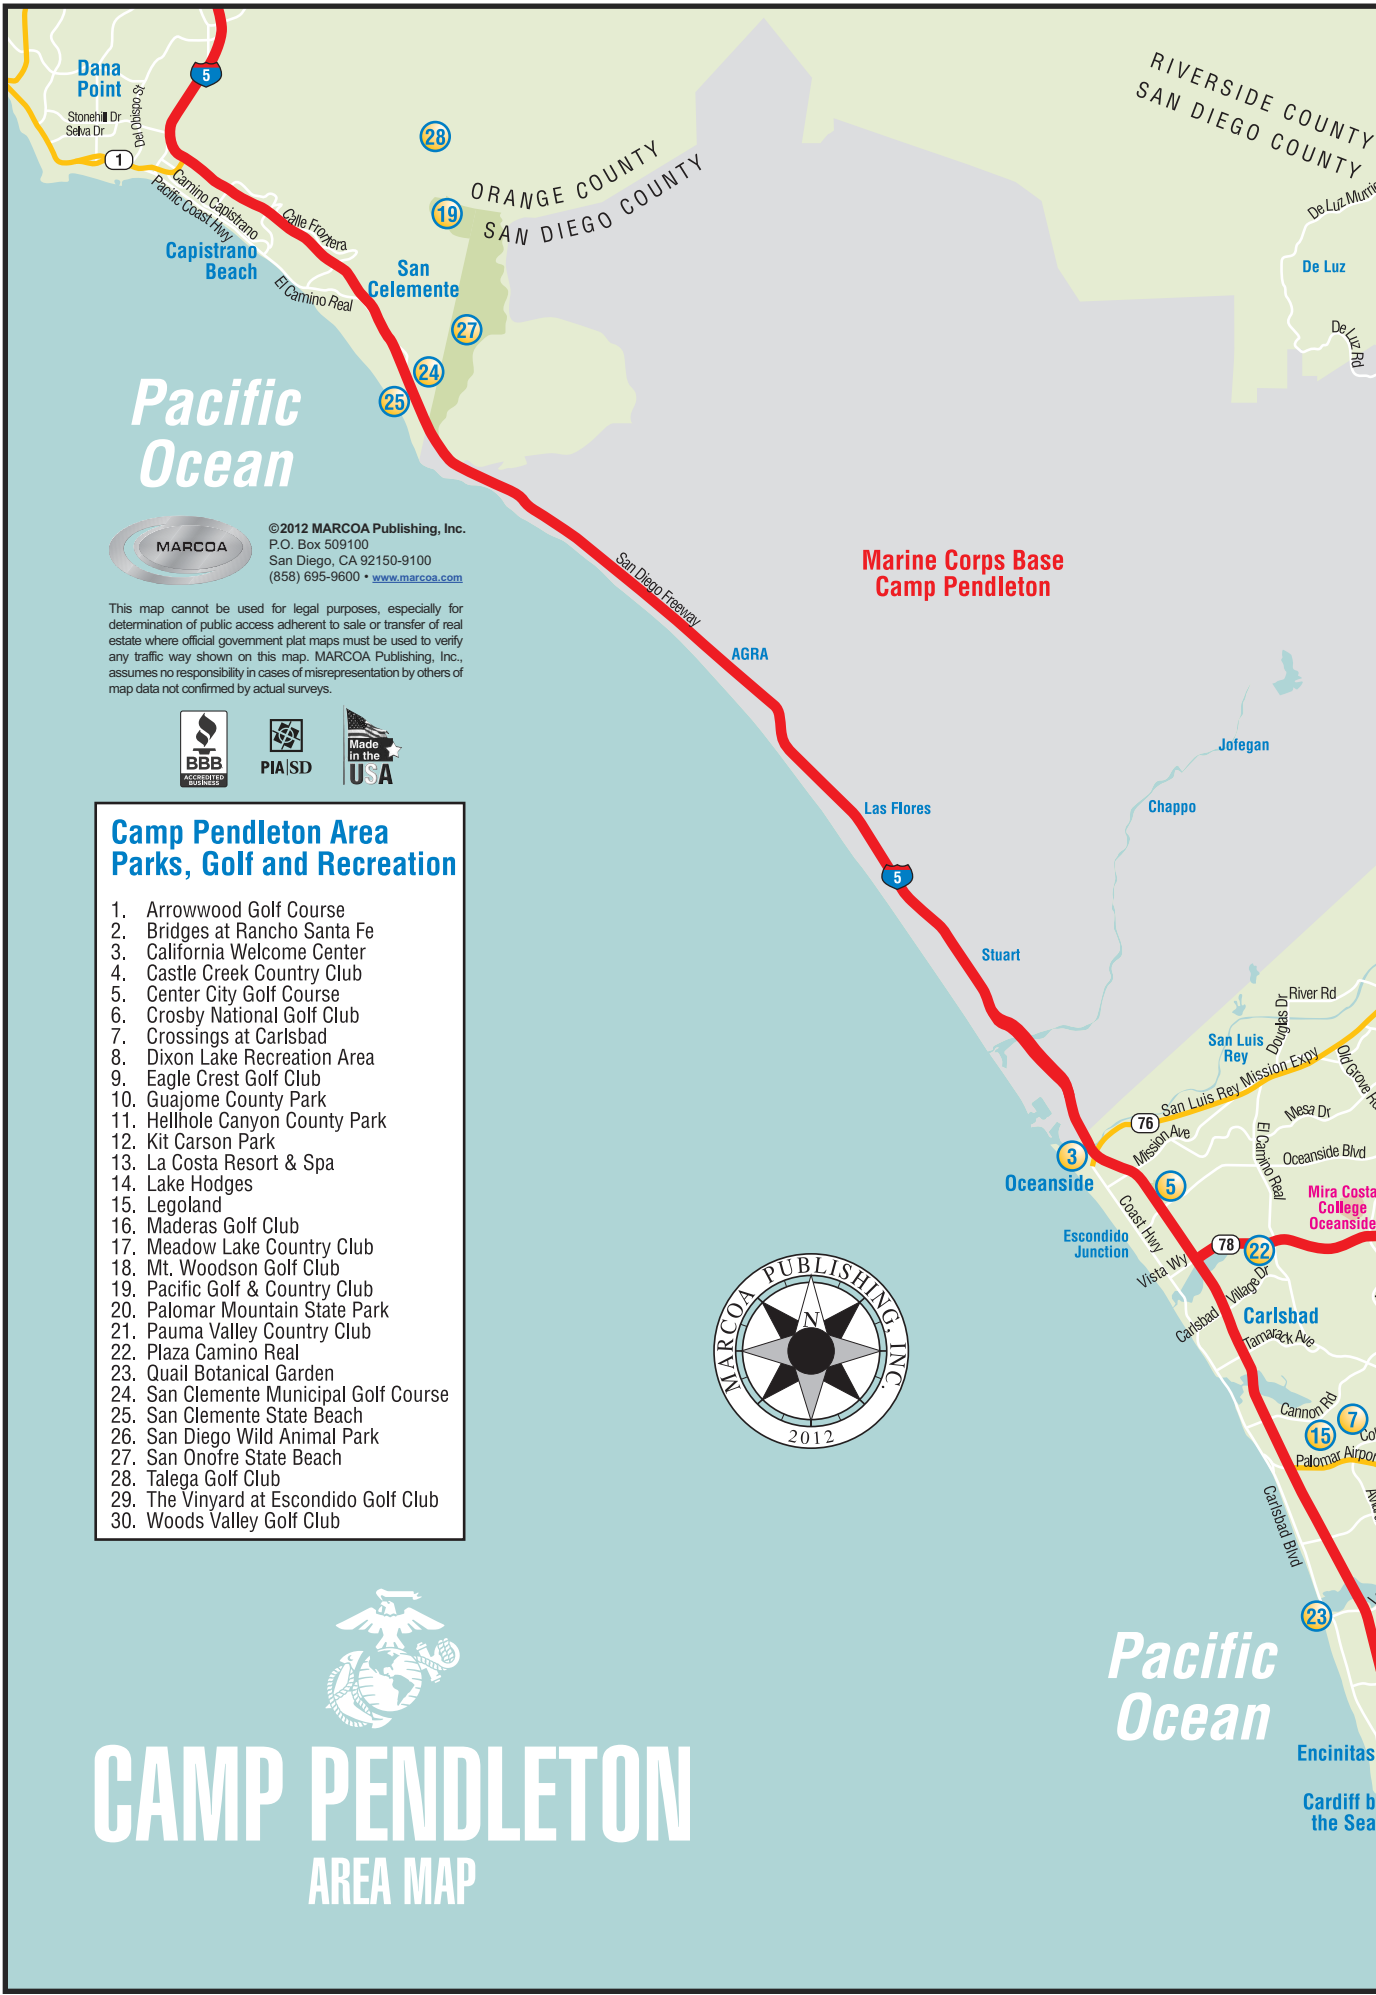 Dana
Point
Stonehill Dr
Selva Dr
Del Obispo St
5
1
Camino Capistrano
Pacific Coast Hwy
Calle Frontera
Capistrano
Beach
El Camino Real
San
Celemente
28
19
27
24
25
ORANGE COUNTY
SAN DIEGO COUNTY
RIVERSIDE COUNTY
SAN DIEGO COUNTY
De Luz
De Luz Rd
Pacific
Ocean
MARCOA
©2012 MARCOA Publishing, Inc.
P.O. Box 509100
San Diego, CA 92150-9100
(858) 695-9600 • www.marcoa.com
This map cannot be used for legal purposes, especially for
determination of public access adherent to sale or transfer of real
estate where official government plat maps must be used to verify
any traffic way shown on this map. MARCOA Publishing, Inc.,
assumes no responsibility in cases of misrepresentation by others of
map data not confirmed by actual surveys.
BBB
ACCREDITED
BUSINESS
PIA|SD
Made
in the
USA
San Diego Freeway
Marine Corps Base
Camp Pendleton
AGRA
Jofegan
Chappo
Las Flores
5
Stuart
Camp Pendleton Area
Parks, Golf and Recreation
1. Arrowwood Golf Course
2. Bridges at Rancho Santa Fe
3. California Welcome Center
4. Castle Creek Country Club
5. Center City Golf Course
6. Crosby National Golf Club
7. Crossings at Carlsbad
8. Dixon Lake Recreation Area
9. Eagle Crest Golf Club
10. Guajome County Park
11. Hellhole Canyon County Park
12. Kit Carson Park
13. La Costa Resort & Spa
14. Lake Hodges
15. Legoland
16. Maderas Golf Club
17. Meadow Lake Country Club
18. Mt. Woodson Golf Club
19. Pacific Golf & Country Club
20. Palomar Mountain State Park
21. Pauma Valley Country Club
22. Plaza Camino Real
23. Quail Botanical Garden
24. San Clemente Municipal Golf Course
25. San Clemente State Beach
26. San Diego Wild Animal Park
27. San Onofre State Beach
28. Talega Golf Club
29. The Vinyard at Escondido Golf Club
30. Woods Valley Golf Club
River Rd
Douglas Dr
San Luis
Rey
San Luis Rey Mission Expy
Old Grove
76
Mission Ave
Mesa Dr
El Camino Real
Oceanside Blvd
3
Oceanside
5
Coast Hwy
Mira Costa
College
Oceanside
Escondido
Junction
78
22
Vista Wy
Carlsbad Village Dr
Carlsbad
Tamarack Ave
Cannon Rd
7
15
Palomar Airpor
Carlsbad Blvd
23
MARCOA PUBLISHING, INC.
N
2012
Pacific
Ocean
Encinitas
Cardiff b
the Sea
CAMP PENDLETON
AREA MAP